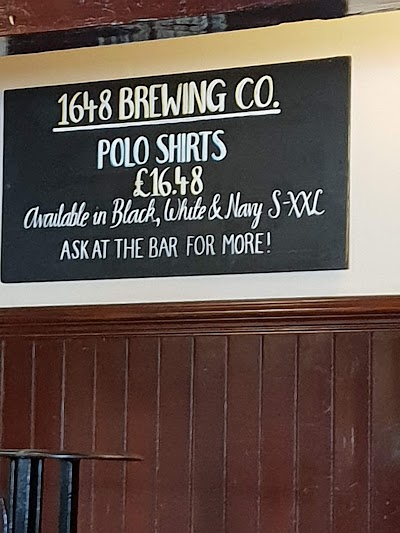 1648 BREWING CO.
POLO SHIRTS
£16.48
Available in Black, White & Navy S-XXL
ASK AT THE BAR FOR MORE!